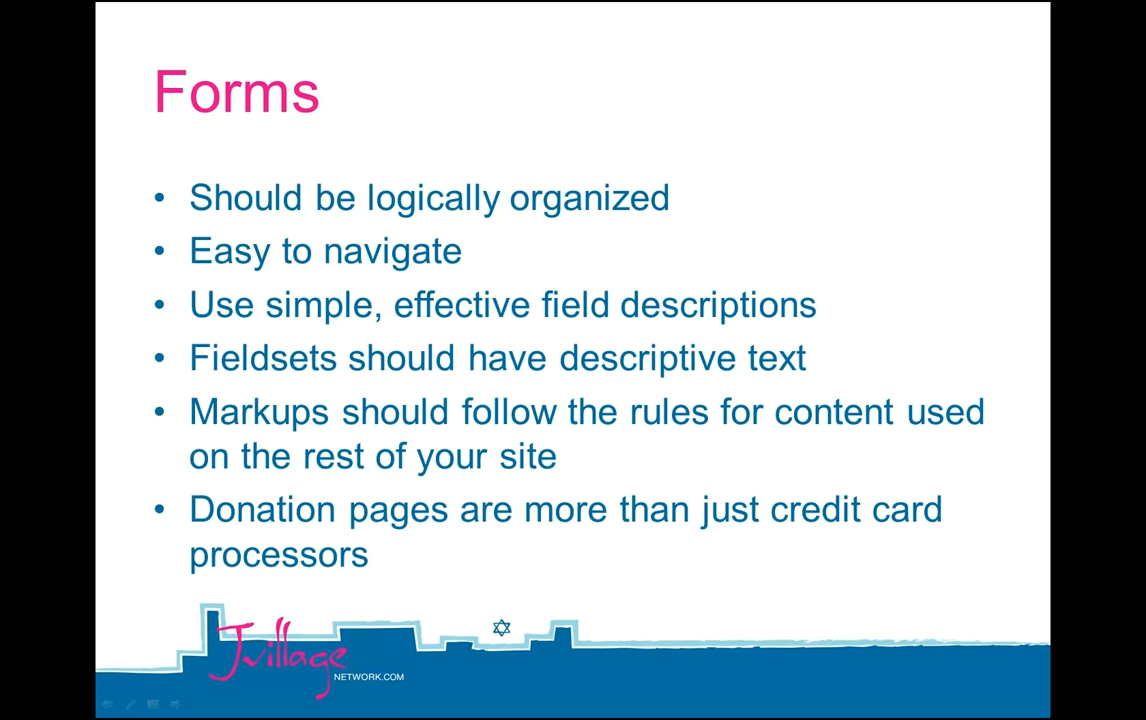 Forms
• Should be logically organized
• Easy to navigate
• Use simple, effective field descriptions
• Fieldsets should have descriptive text
• Markups should follow the rules for content used
on the rest of your site
• Donation pages are more than just credit card
processors
Jvillage
NETWORK.COM